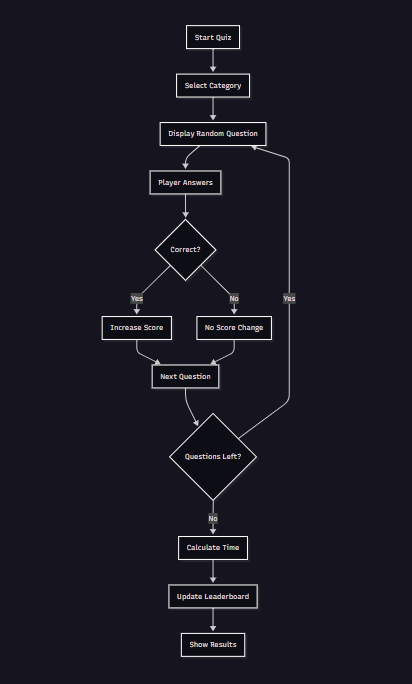 Start Quiz
Select Category
Display Random Question
Player Answers
Correct?
Yes
No
Yes
Increase Score
No Score Change
Next Question
Questions Left?
No
Calculate Time
Update Leaderboard
Show Results